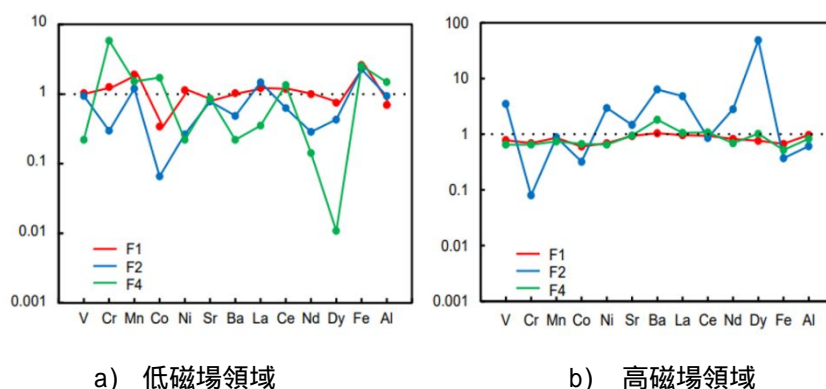 10
1
0.1
0.01
0.001
F1
F2
F4
V Cr Mn Co Ni Sr Ba La Ce Nd Dy Fe Al
a) 低磁場領域
100
10
1
0.1
0.01
0.001
F1
F2
F4
V Cr Mn Co Ni Sr Ba La Ce Nd Dy Fe Al
b) 高磁場領域